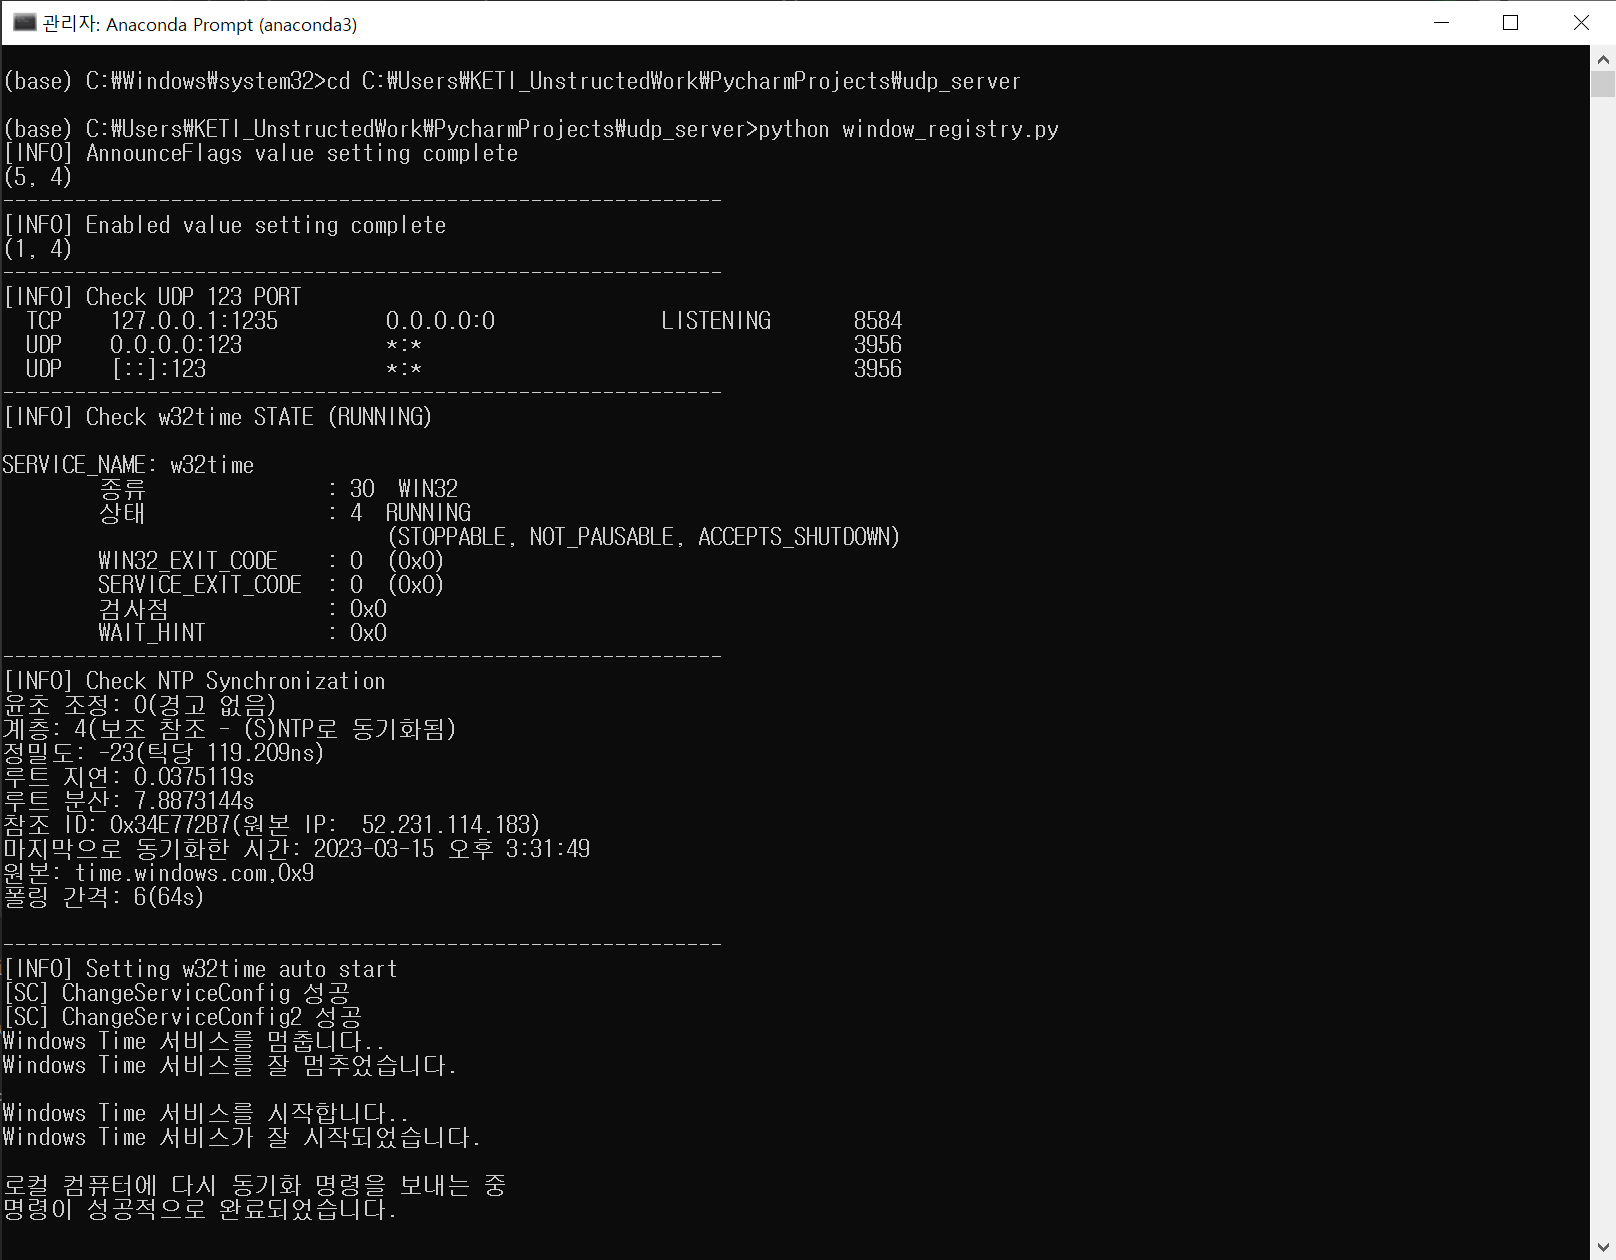 관리자: Anaconda Prompt (anaconda3)
(base) C:₩Windows₩system32>cd C:₩Users₩KETI_UnstructedWork₩PycharmProjects₩udp_server
(base) C:₩Users₩KETI_UnstructedWork₩PycharmProjects₩udp_server>python window_registry.py
[INFO] AnnounceFlags value setting complete
(5, 4)
------------------------------------------------------------
[INFO] Enabled value setting complete
(1, 4)
------------------------------------------------------------
[INFO] Check UDP 123 PORT
  TCP    127.0.0.1:1235         0.0.0.0:0              LISTENING       8584
  UDP    0.0.0.0:123            *:*                                    3956
  UDP    [::]:123               *:*                                    3956
------------------------------------------------------------
[INFO] Check w32time STATE (RUNNING)
SERVICE_NAME: w32time
        종류               : 30  WIN32
        상태               : 4  RUNNING
                                (STOPPABLE, NOT_PAUSABLE, ACCEPTS_SHUTDOWN)
        WIN32_EXIT_CODE    : 0  (0x0)
        SERVICE_EXIT_CODE  : 0  (0x0)
        검사점             : 0x0
        WAIT_HINT          : 0x0
------------------------------------------------------------
[INFO] Check NTP Synchronization
윤초 조정: 0(경고 없음)
계층: 4(보조 참조 - (S)NTP로 동기화됨)
정밀도: -23(틱당 119.209ns)
루트 지연: 0.0375119s
루트 분산: 7.8873144s
참조 ID: 0x34E772B7(원본 IP:  52.231.114.183)
마지막으로 동기화한 시간: 2023-03-15 오후 3:31:49
원본: time.windows.com,0x9
폴링 간격: 6(64s)
------------------------------------------------------------
[INFO] Setting w32time auto start
[SC] ChangeServiceConfig 성공
[SC] ChangeServiceConfig2 성공
Windows Time 서비스를 멈춥니다..
Windows Time 서비스를 잘 멈추었습니다.
Windows Time 서비스를 시작합니다..
Windows Time 서비스가 잘 시작되었습니다.
로컬 컴퓨터에 다시 동기화 명령을 보내는 중
명령이 성공적으로 완료되었습니다.